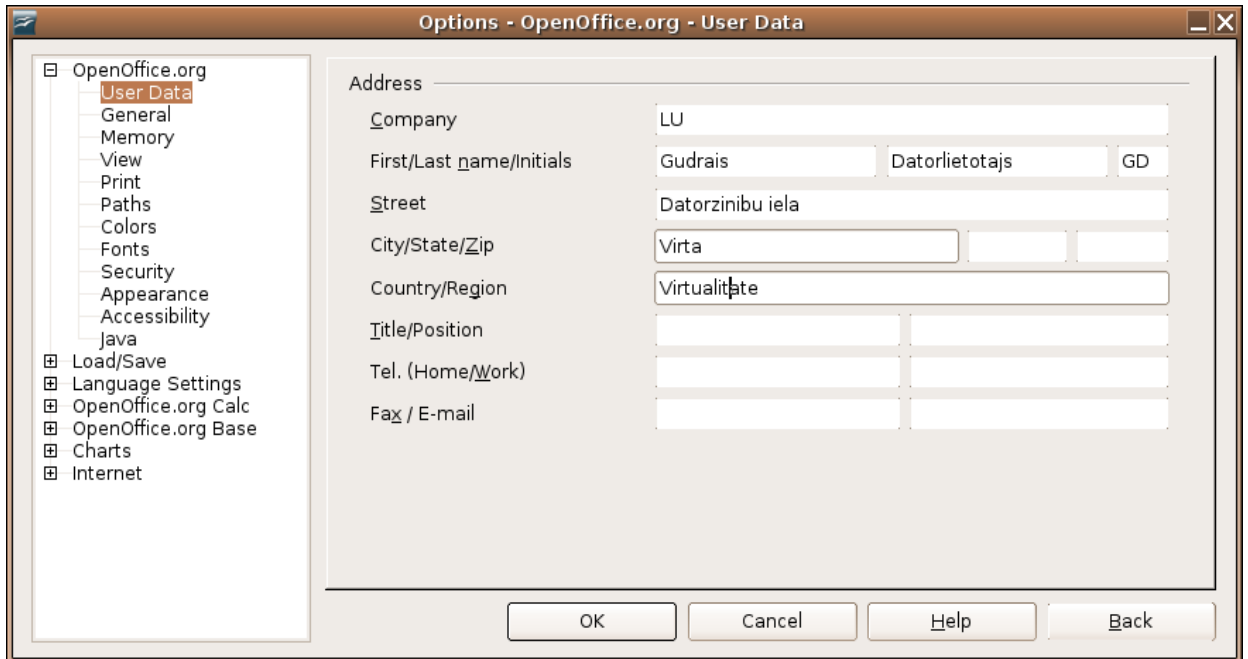 Options - OpenOffice.org - User Data
OpenOffice.org
User Data
General
Memory
View
Print
Paths
Colors
Fonts
Security
Appearance
Accessibility
Java
Load/Save
Language Settings
OpenOffice.org Calc
OpenOffice.org Base
Charts
Internet
Address
Company LU
First/Last name/Initials Gudrais Datorlietotajs GD
Street Datorzinibu iela
City/State/Zip Virta
Country/Region Virtualitate
Title/Position
Tel. (Home/Work)
Fax / E-mail
OK Cancel Help Back